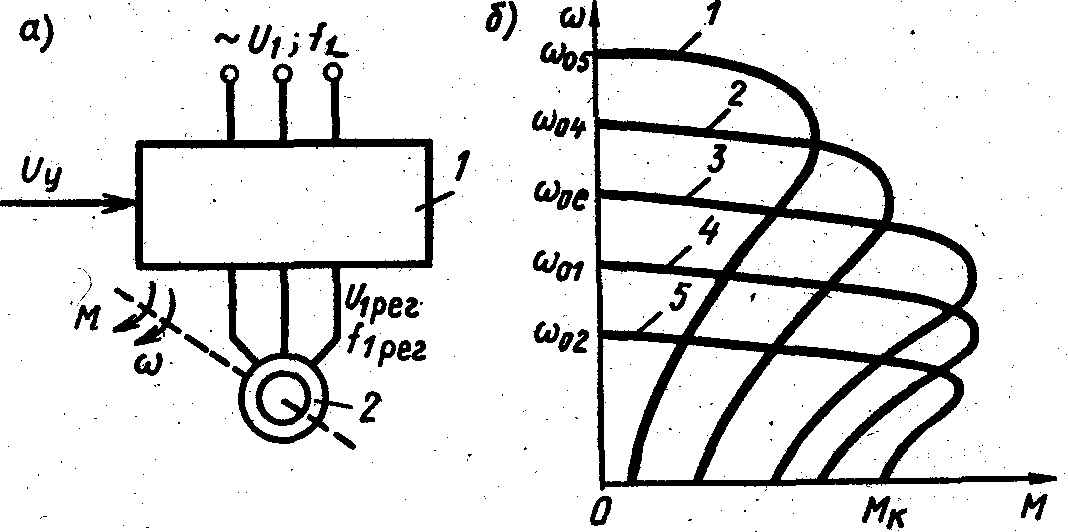 а)
~ U1; f1
Uу
1
M
ω
U1рег
f1рег
2
б)
ω
ω05
ω04
ω0е
ω01
ω02
1
2
3
4
5
0
Mк
M